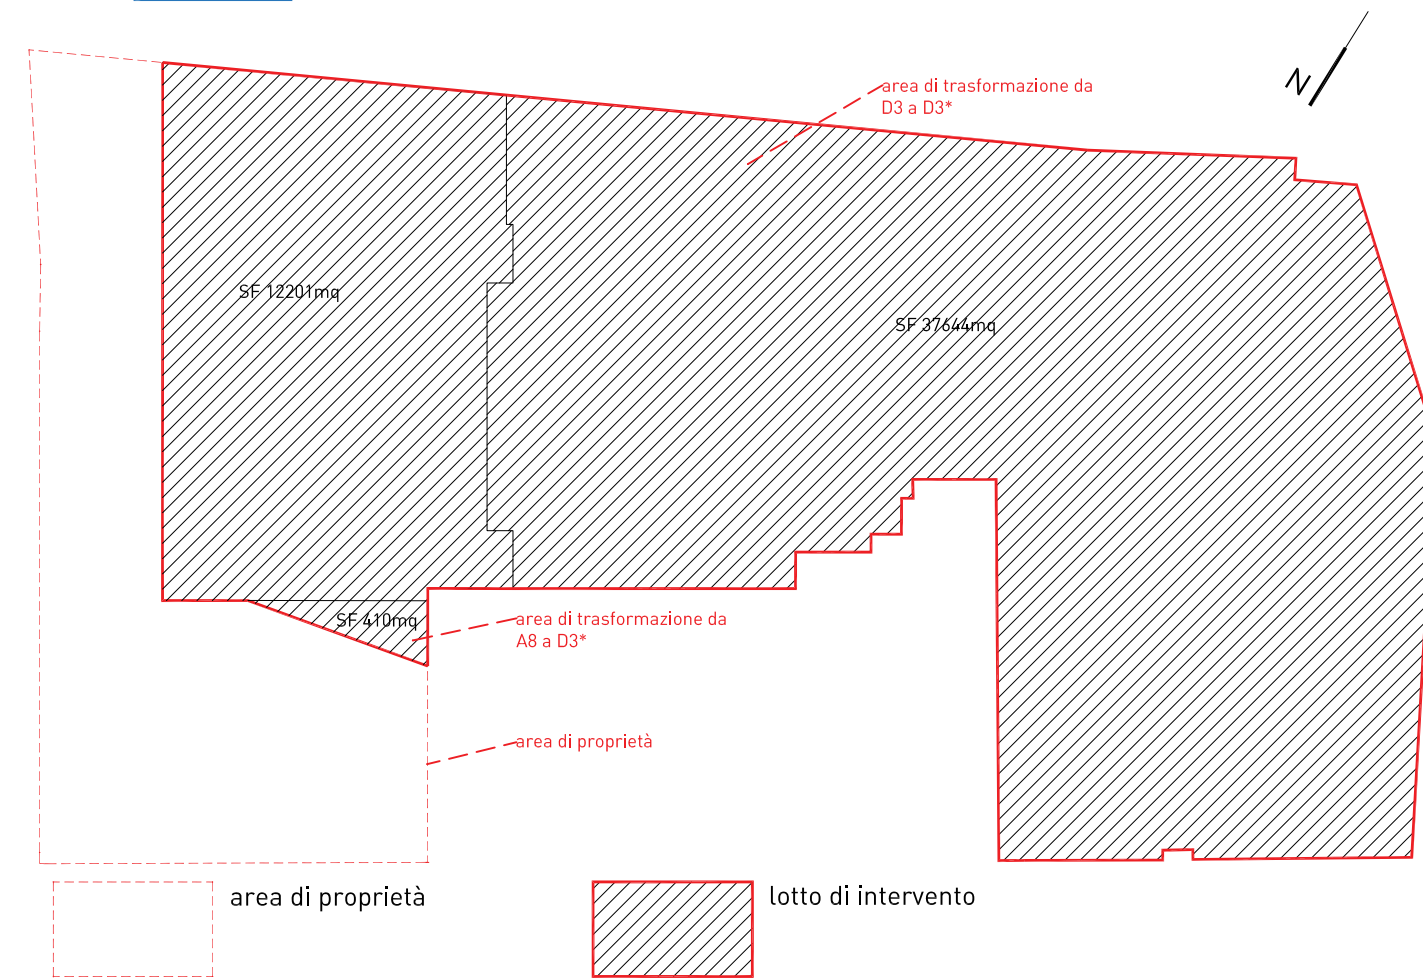 area di trasformazione da
D3 a D3*
N
SF 12201mq
SF 37644mq
SF 410mq
area di trasformazione da
A8 a D3*
area di proprietà
area di proprietà
lotto di intervento